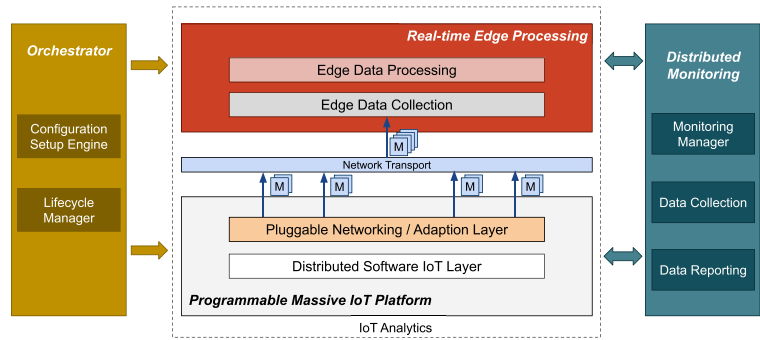 Orchestrator
Configuration
Setup Engine
Lifecycle
Manager
Real-time Edge Processing
Edge Data Processing
Edge Data Collection
M
Network Transport
M
M
M
M
Pluggable Networking / Adaption Layer
Distributed Software IoT Layer
Programmable Massive IoT Platform
IoT Analytics
Distributed
Monitoring
Monitoring
Manager
Data Collection
Data Reporting